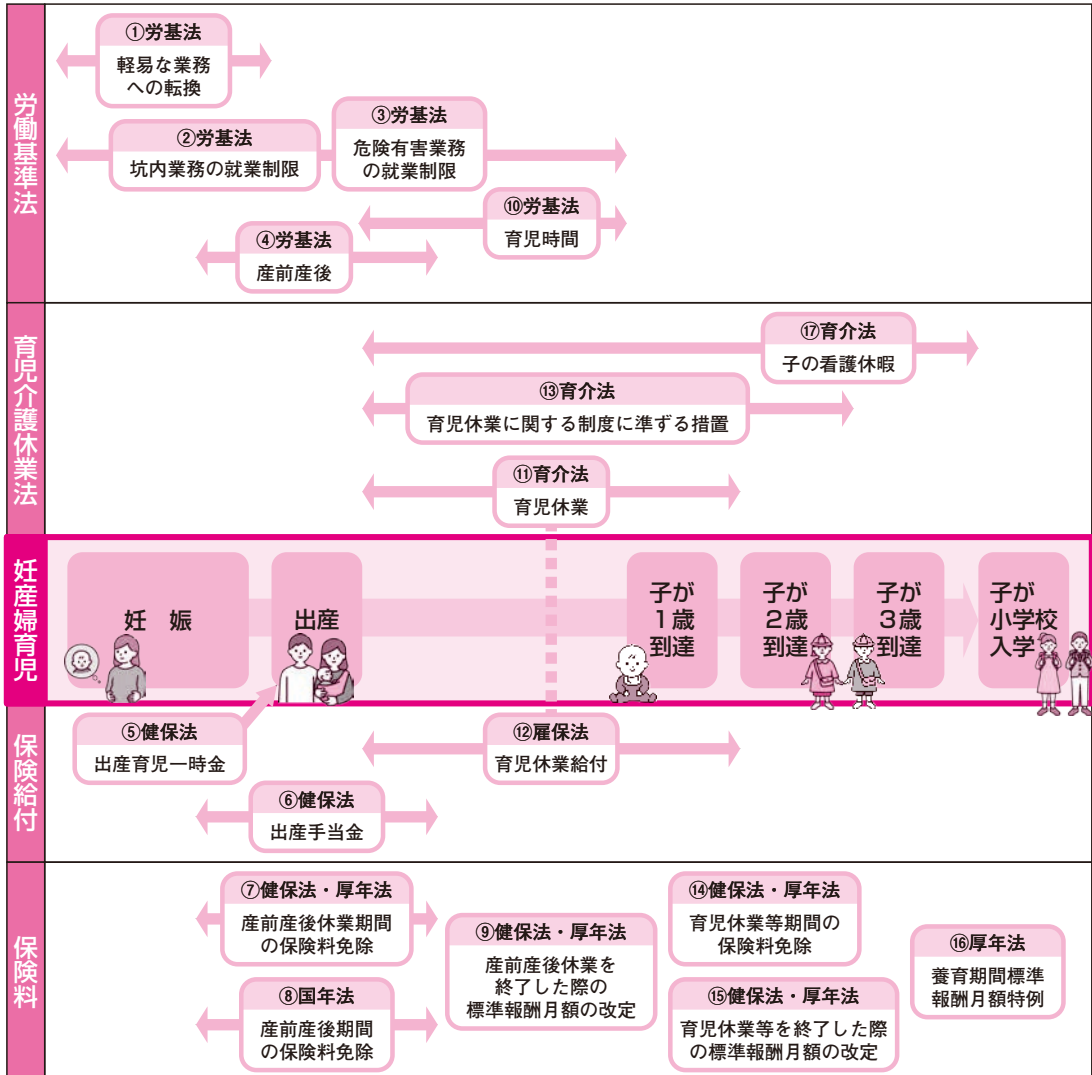 労働基準法
①労基法
軽易な業務
への転換
②労基法
坑内業務の就業制限
③労基法
危険有害業務
の就業制限
④労基法
産前産後
⑩労基法
育児時間
育児介護休業法
⑰育介法
子の看護休暇
⑬育介法
育児休業に関する制度に準ずる措置
⑪育介法
育児休業
妊産婦育児
妊　娠
出産
子が
1歳
到達
子が
2歳
到達
子が
3歳
到達
子が
小学校
入学
保険給付
⑤健保法
出産育児一時金
⑫雇保法
育児休業給付
⑥健保法
出産手当金
保険料
⑦健保法・厚年法
産前産後休業期間
の保険料免除
⑧国年法
産前産後期間
の保険料免除
⑨健保法・厚年法
産前産後休業を
終了した際の
標準報酬月額の改定
⑭健保法・厚年法
育児休業等期間の
保険料免除
⑮健保法・厚年法
育児休業等を終了した際
の標準報酬月額の改定
⑯厚年法
養育期間標準
報酬月額特例